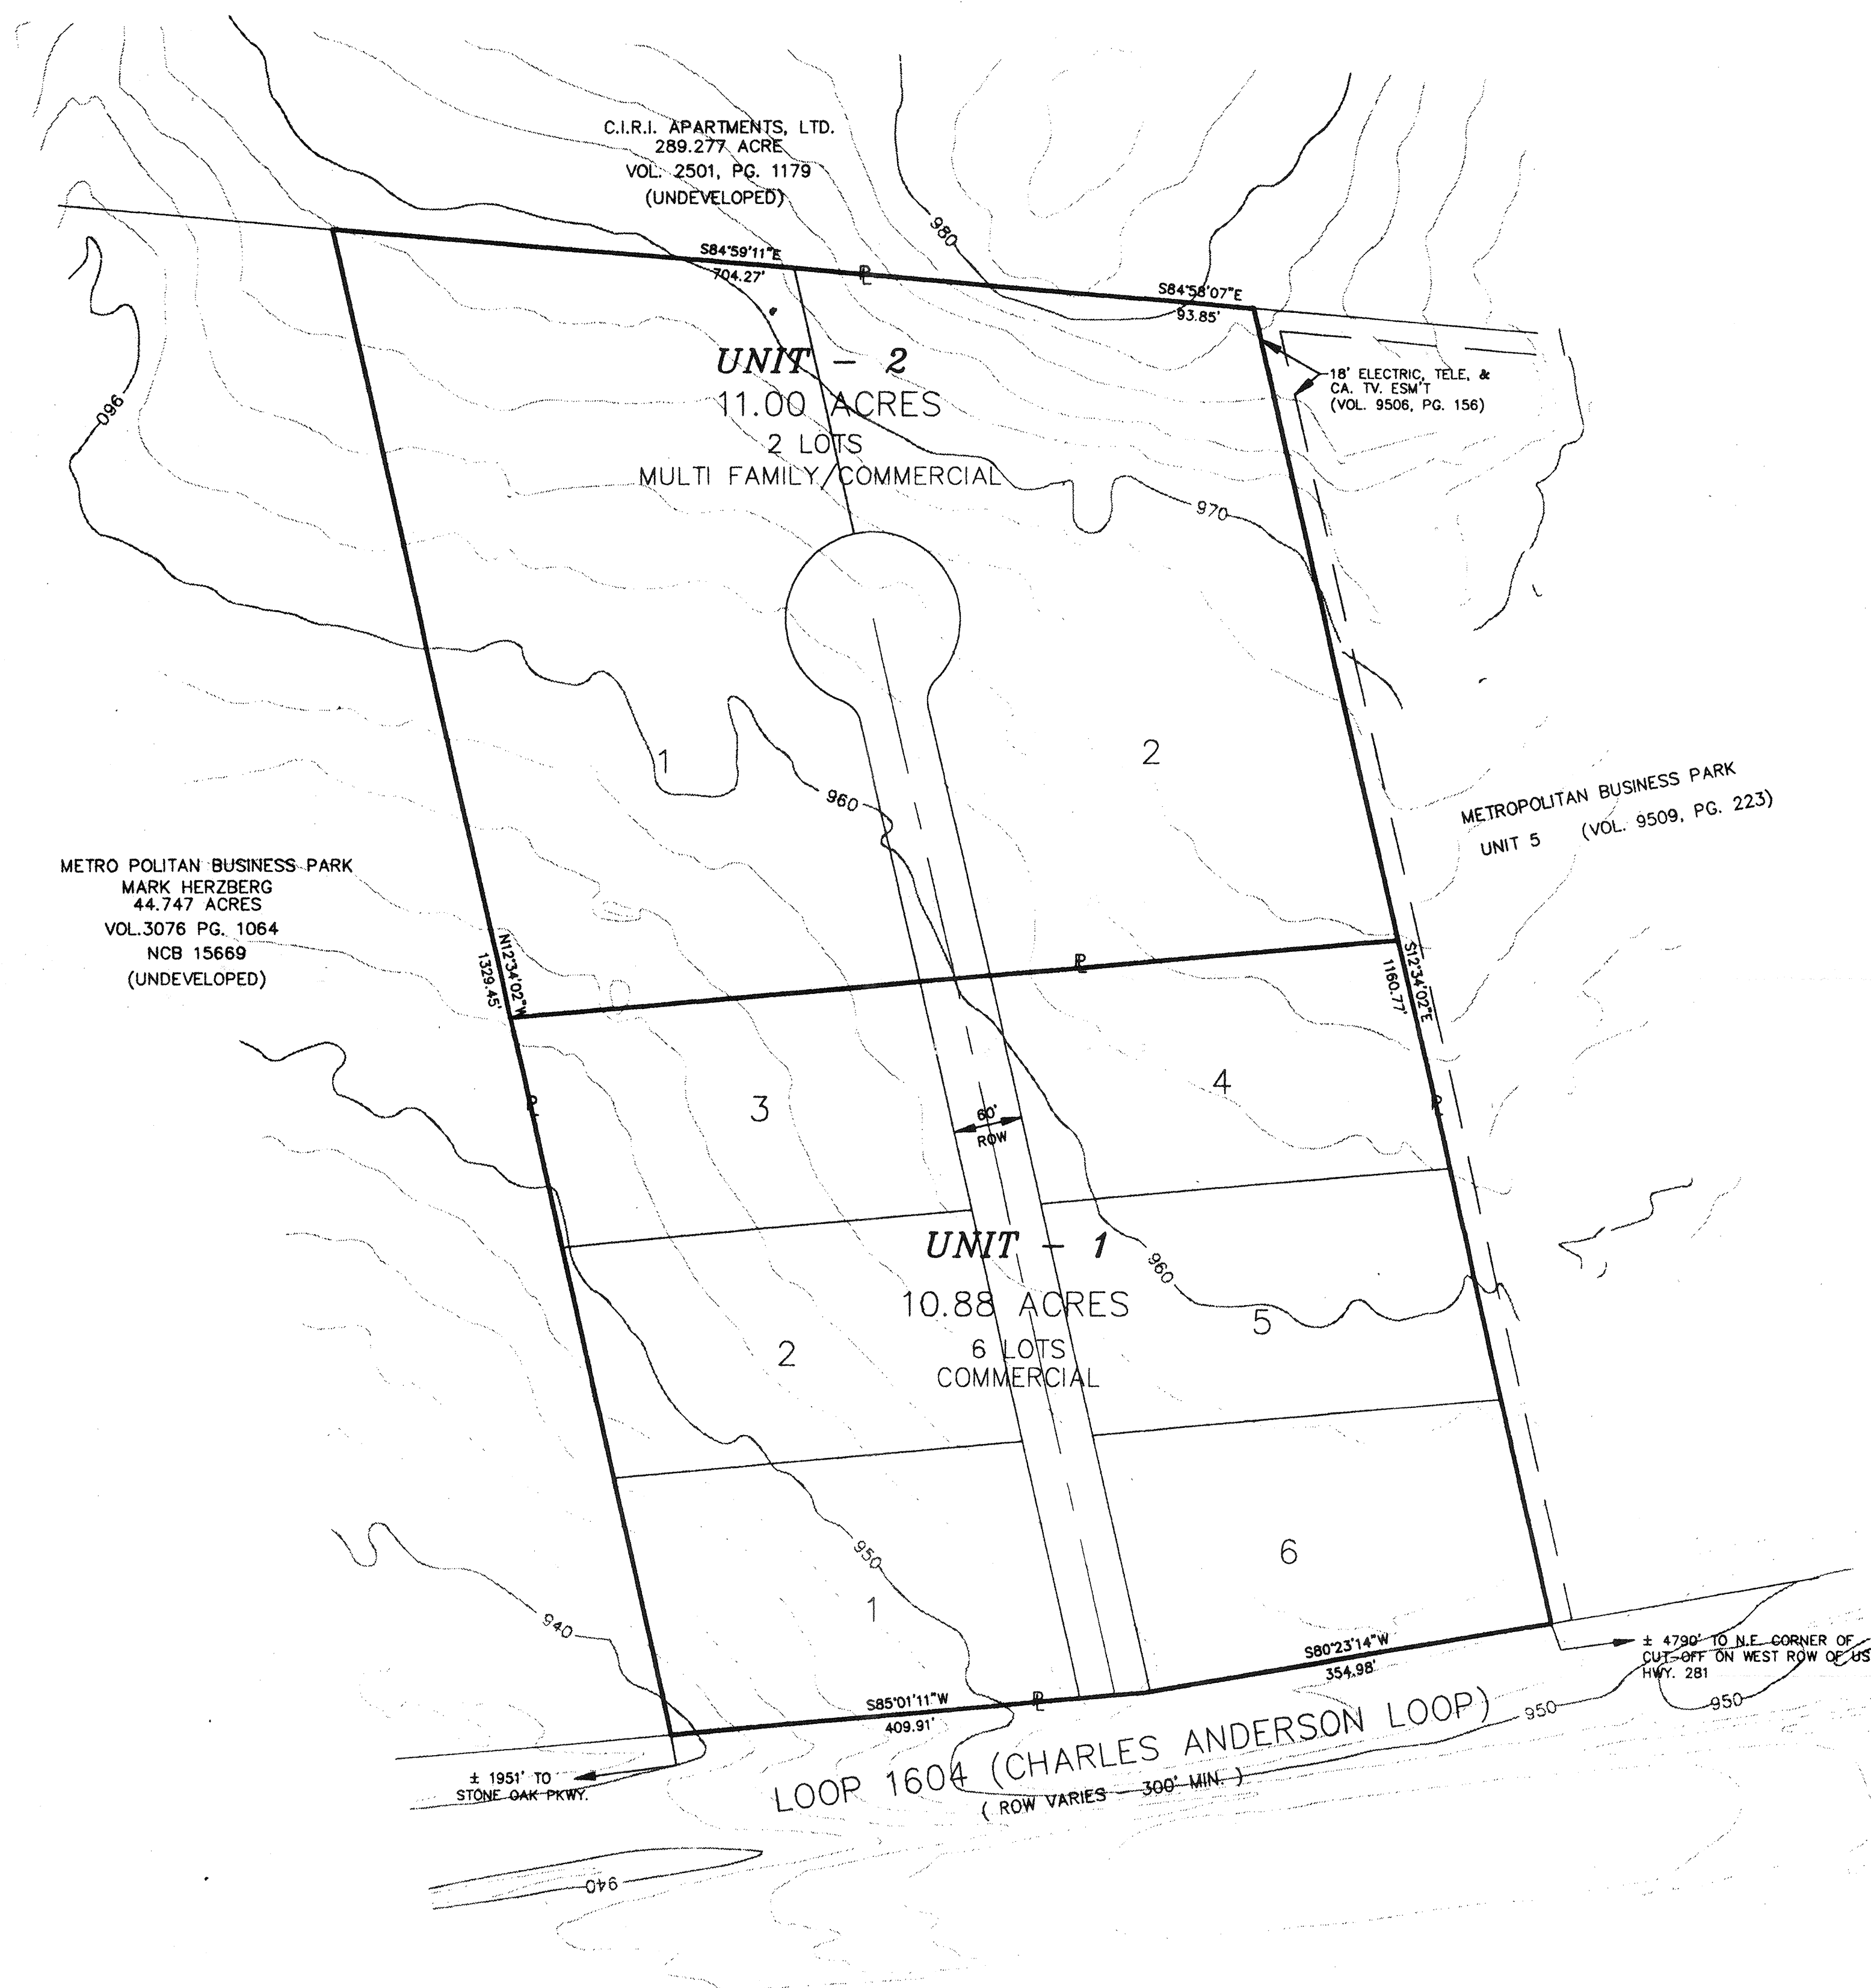 C.I.R.I. APARTMENTS, LTD.
289.277 ACRE
VOL. 2501, PG. 1179
(UNDEVELOPED)
980
S84°59'11"E
704.27'
PL
S84°58'07"E
93.85'
UNIT - 2
11.00 ACRES
2 LOTS
MULTI FAMILY/COMMERCIAL
18' ELECTRIC, TELE, &
CA. TV. ESM'T
(VOL. 9506, PG. 156)
960
970
1
2
960
METROPOLITAN BUSINESS PARK
UNIT 5 (VOL. 9509, PG. 223)
METRO POLITAN BUSINESS PARK
MARK HERZBERG
44.747 ACRES
VOL.3076 PG. 1064
NCB 15669
(UNDEVELOPED)
N12°34'02"W
1329.45'
PL
S12°34'02"E
1160.77'
3
4
PL
PL
60'
ROW
UNIT - 1
10.88 ACRES
6 LOTS
COMMERCIAL
960
2
5
950
1
6
940
S85°01'11"W
409.91'
PL
S80°23'14"W
354.98'
± 4790' TO N.E. CORNER OF
CUT-OFF ON WEST ROW OF US
HWY. 281
950
950
LOOP 1604 (CHARLES ANDERSON LOOP)
( ROW VARIES - 300' MIN. )
± 1951' TO
STONE OAK PKWY.
940